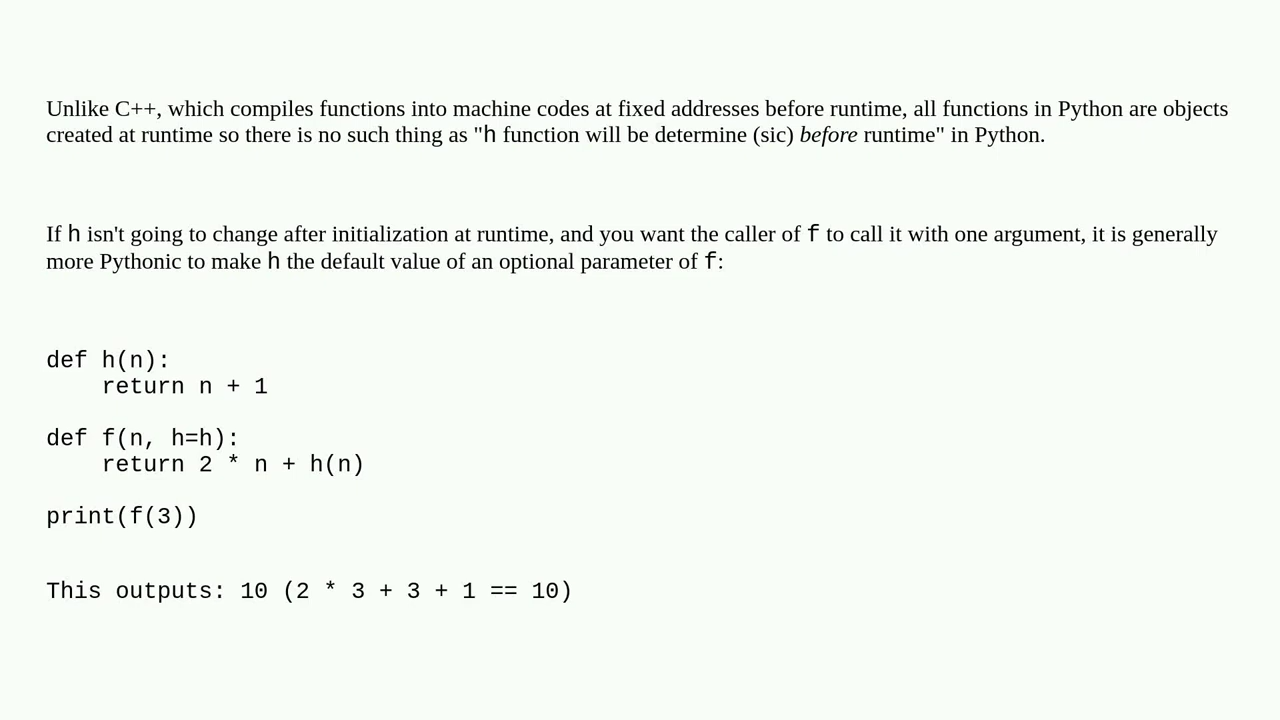 Unlike C++, which compiles functions into machine codes at fixed addresses before runtime, all functions in Python are objects
created at runtime so there is no such thing as "h function will be determine (sic) before runtime" in Python.
If h isn't going to change after initialization at runtime, and you want the caller of f to call it with one argument, it is generally
more Pythonic to make h the default value of an optional parameter of f:
def h(n):
    return n + 1
def f(n, h=h):
    return 2 * n + h(n)
print(f(3))
This outputs: 10 (2 * 3 + 3 + 1 == 10)